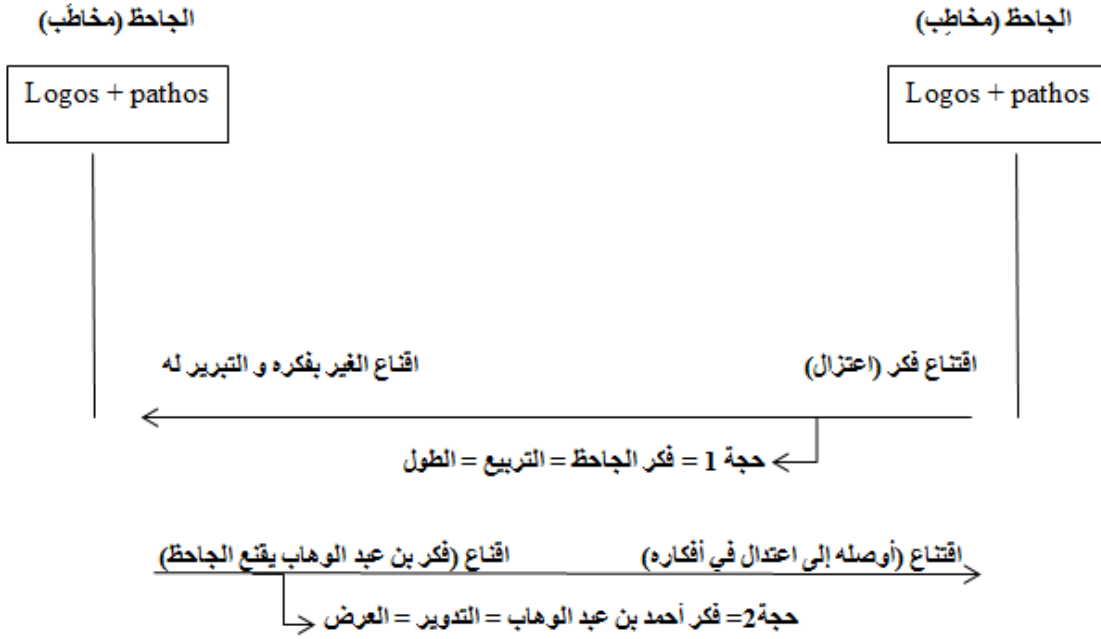 الجاحظ (مخاطِب)
الجاحظ (مخاطَب)
Logos + pathos
Logos + pathos
اقتناع فكر (اعتزال)
اقناع الغير بفكره و التبرير له
حجة 1 = فكر الجاحظ = التربيع = الطول
اقتناع (أوصله إلى اعتدال في أفكاره)
اقناع (فكر بن عبد الوهاب يقنع الجاحظ)
حجة2= فكر أحمد بن عبد الوهاب = التدوير = العرض